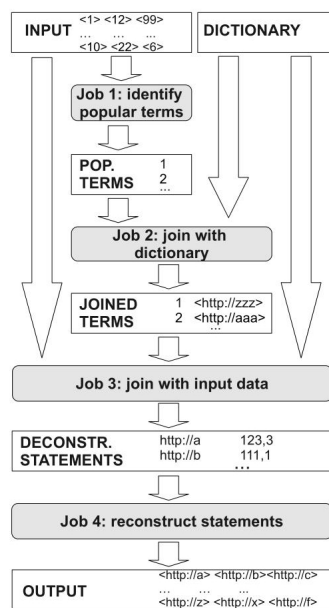 INPUT
<1> <12> <99>
... ... ...
<10> <22> <6>
DICTIONARY
Job 1: identify
popular terms
POP.
TERMS
1
2
...
Job 2: join with
dictionary
JOINED
TERMS
1 <http://zzz>
2 <http://aaa>
...
Job 3: join with input data
DECONSTR.
STATEMENTS
http://a 123,3
http://b 111,1
...
Job 4: reconstruct statements
OUTPUT
<http://a> <http://b><http://c>
... ... ...
<http://z> <http://x> <http://f>